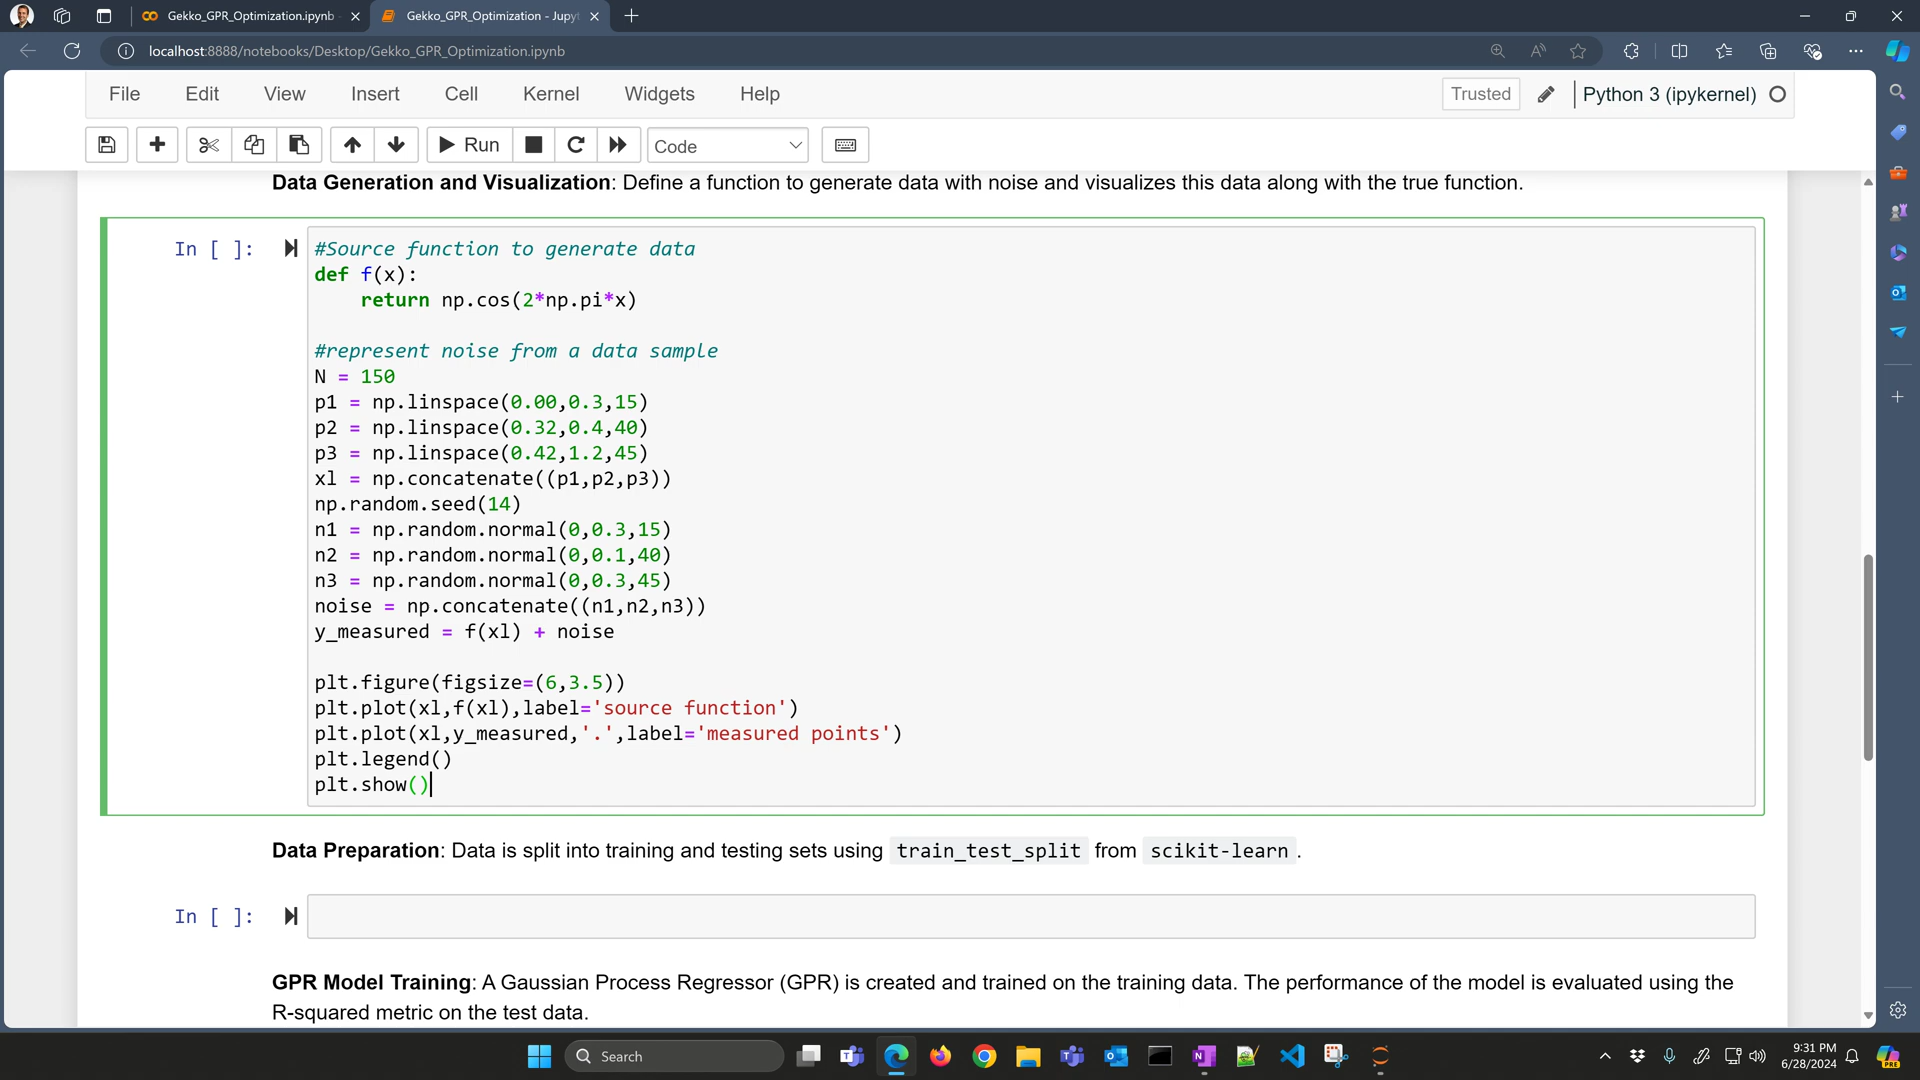 Gekko_GPR_Optimization.ipynb
Gekko_GPR_Optimization - Jupyt
localhost:8888/notebooks/Desktop/Gekko_GPR_Optimization.ipynb
File Edit View Insert Cell Kernel Widgets Help
Trusted Python 3 (ipykernel)
Run Code
Data Generation and Visualization: Define a function to generate data with noise and visualizes this data along with the true function.
In [ ]:
#Source function to generate data
def f(x):
    return np.cos(2*np.pi*x)
#represent noise from a data sample
N = 150
p1 = np.linspace(0.00,0.3,15)
p2 = np.linspace(0.32,0.4,40)
p3 = np.linspace(0.42,1.2,45)
xl = np.concatenate((p1,p2,p3))
np.random.seed(14)
n1 = np.random.normal(0,0.3,15)
n2 = np.random.normal(0,0.1,40)
n3 = np.random.normal(0,0.3,45)
noise = np.concatenate((n1,n2,n3))
y_measured = f(xl) + noise
plt.figure(figsize=(6,3.5))
plt.plot(xl,f(xl),label='source function')
plt.plot(xl,y_measured,'.',label='measured points')
plt.legend()
plt.show()
Data Preparation: Data is split into training and testing sets using train_test_split from scikit-learn.
In [ ]:
GPR Model Training: A Gaussian Process Regressor (GPR) is created and trained on the training data. The performance of the model is evaluated using the
R-squared metric on the test data.
Search
9:31 PM
6/28/2024
PRE